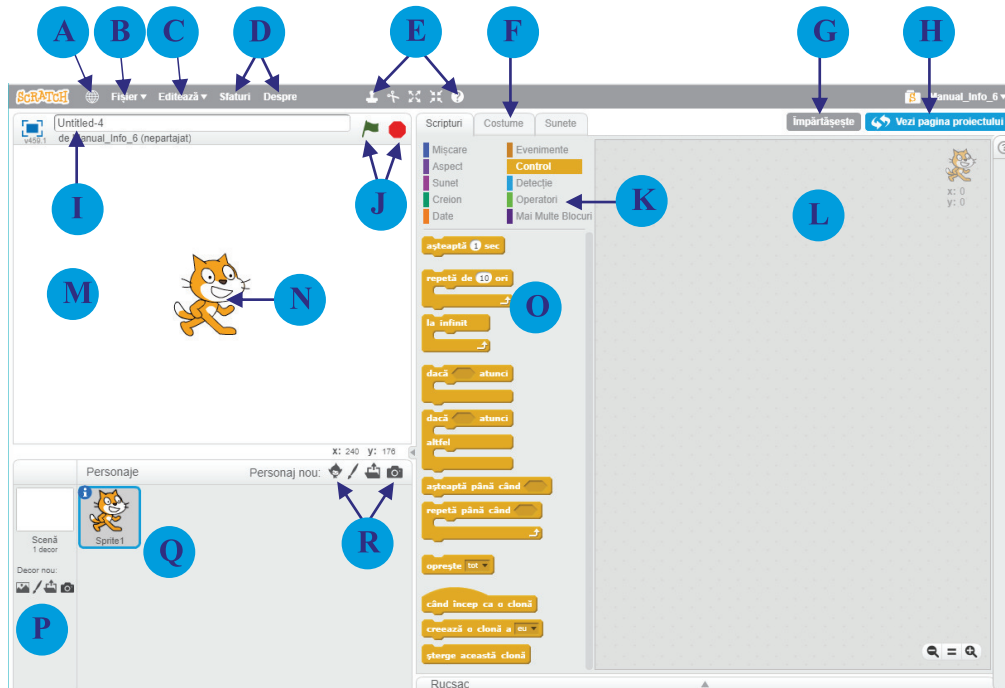 A B C D E F G H
SCRATCH Fișier Editează Sfaturi Despre Manual_Info_6
Untitled-4
v459.1 de Manual_Info_6 (nepartajat)
I J
M N
x: 240 y: 176
Scripturi Costume Sunete
Împărtășește Vezi pagina proiectului
Mișcare Evenimente
Aspect Control
Sunet Detecție
Creion Operatori
Date Mai Multe Blocuri
K
așteaptă 1 sec
repetă de 10 ori
O
la infinit
dacă atunci
dacă atunci
altfel
așteaptă până când
repetă până când
oprește tot
când încep ca o clonă
creează o clonă a eu
șterge această clonă
L
x: 0
y: 0
Personaje Personaj nou:
Scenă
1 decor
Sprite1
Decor nou:
P Q R
Rucsac